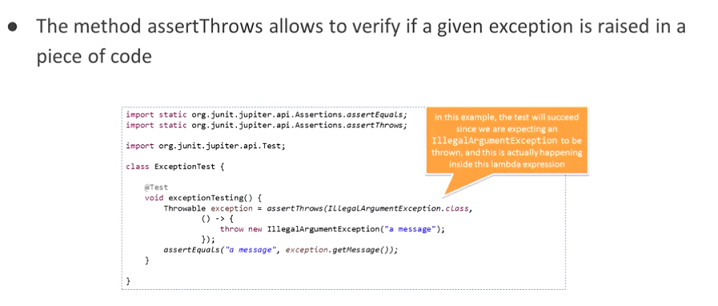 • The method assertThrows allows to verify if a given exception is raised in a
piece of code
import static org.junit.jupiter.api.Assertions.assertEquals;
import static org.junit.jupiter.api.Assertions.assertThrows;
import org.junit.jupiter.api.Test;
class ExceptionTest {
@Test
void exceptionTesting() {
Throwable exception = assertThrows(IllegalArgumentException.class,
() -> {
throw new IllegalArgumentException("a message");
});
assertEquals("a message", exception.getMessage());
}
}
In this example, the test will succeed
since we are expecting an
IllegalArgumentException to be
thrown, and this is actually happening
inside this lambda expression